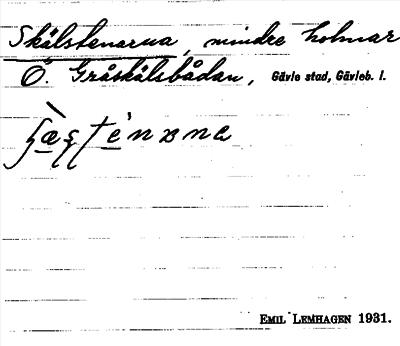 Skälstenarna, mindre holmar
Ö. Gråskälsbådan, Gävle stad, Gävleb. l.
Emil Lemhagen 1931.